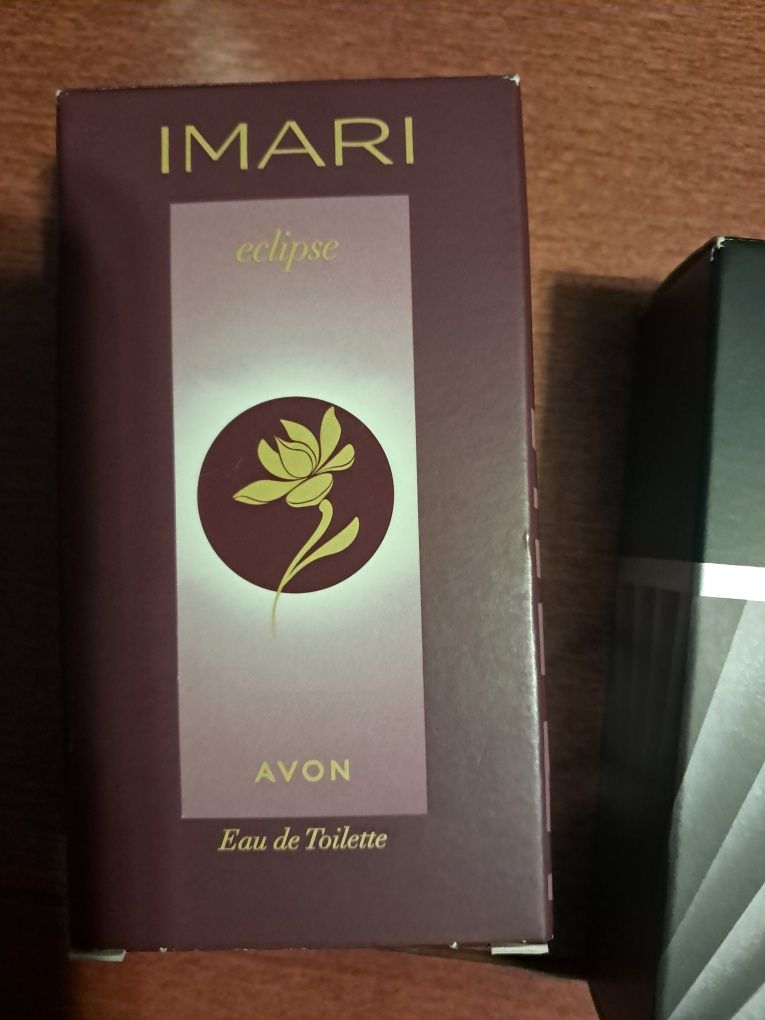 IMARI
eclipse
AVON
Eau de Toilette